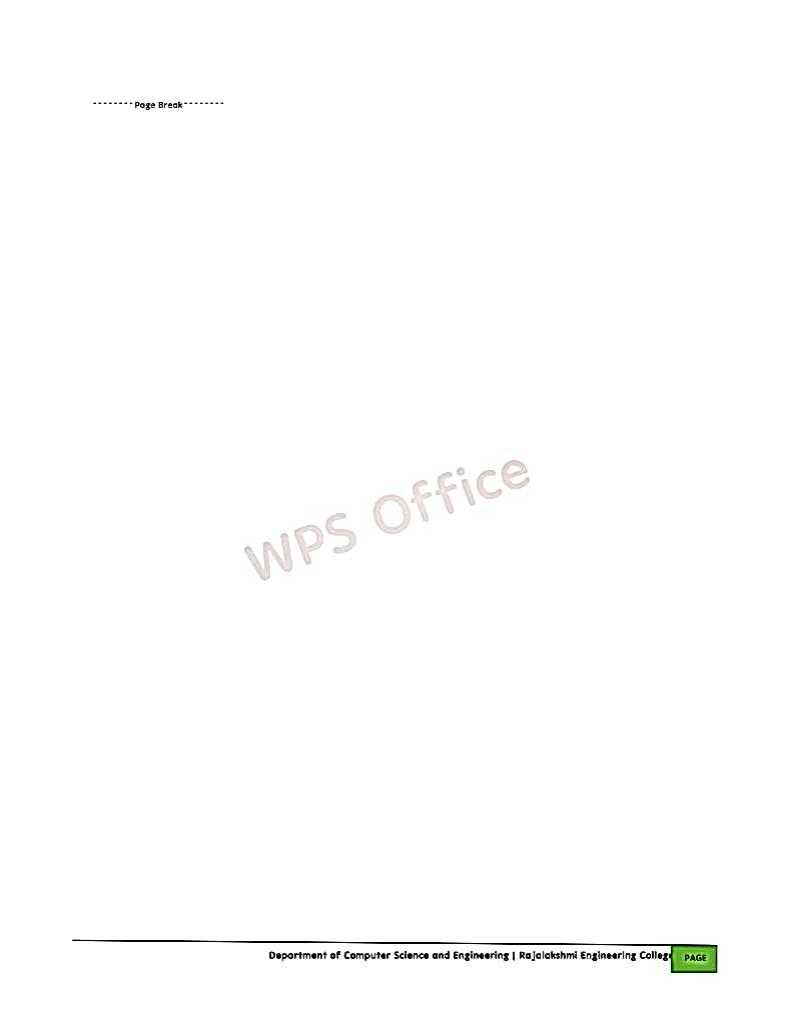 --------Page Break--------
WPS Office
Department of Computer Science and Engineering | Rajalakshmi Engineering College
PAGE